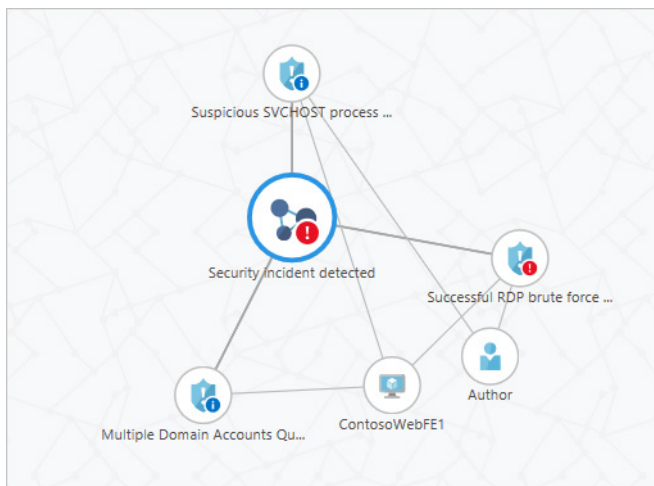 Suspicious SVCHOST process ...
Security incident detected
Successful RDP brute force ...
Author
ContosoWebFE1
Multiple Domain Accounts Qu...